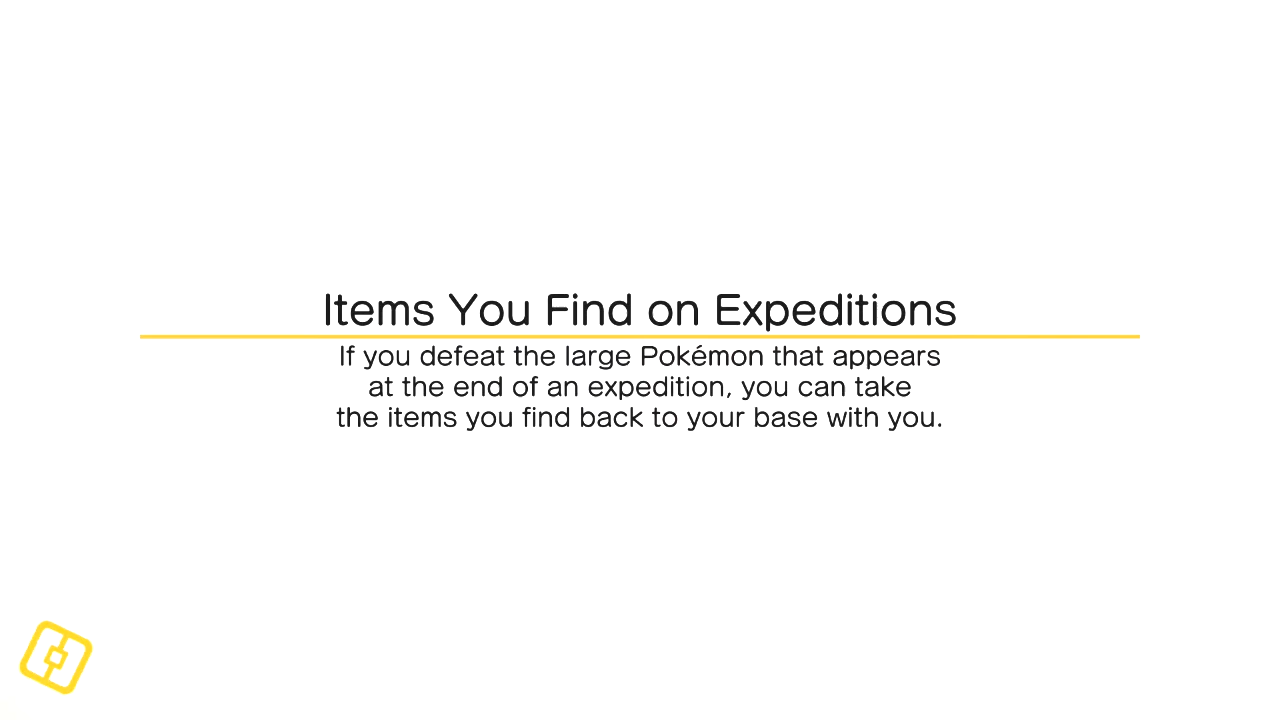 Items You Find on Expeditions
If you defeat the large Pokémon that appears
at the end of an expedition, you can take
the items you find back to your base with you.